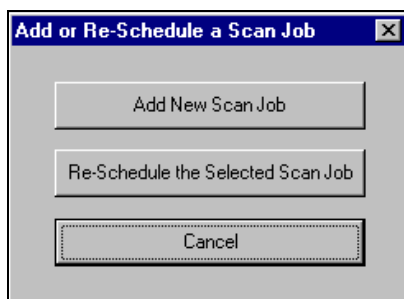 Add or Re-Schedule a Scan Job
Add New Scan Job
Re-Schedule the Selected Scan Job
Cancel